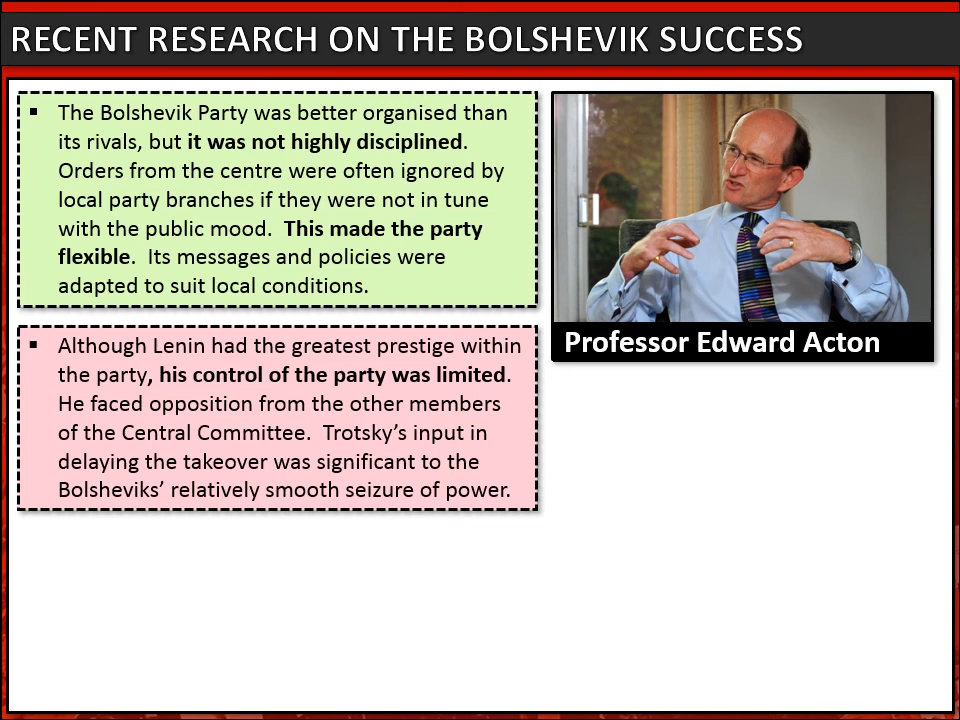 RECENT RESEARCH ON THE BOLSHEVIK SUCCESS
▪ The Bolshevik Party was better organised than
its rivals, but it was not highly disciplined.
Orders from the centre were often ignored by
local party branches if they were not in tune
with the public mood.  This made the party
flexible.  Its messages and policies were
adapted to suit local conditions.
Professor Edward Acton
▪ Although Lenin had the greatest prestige within
the party, his control of the party was limited.
He faced opposition from the other members
of the Central Committee.  Trotsky’s input in
delaying the takeover was significant to the
Bolsheviks’ relatively smooth seizure of power.